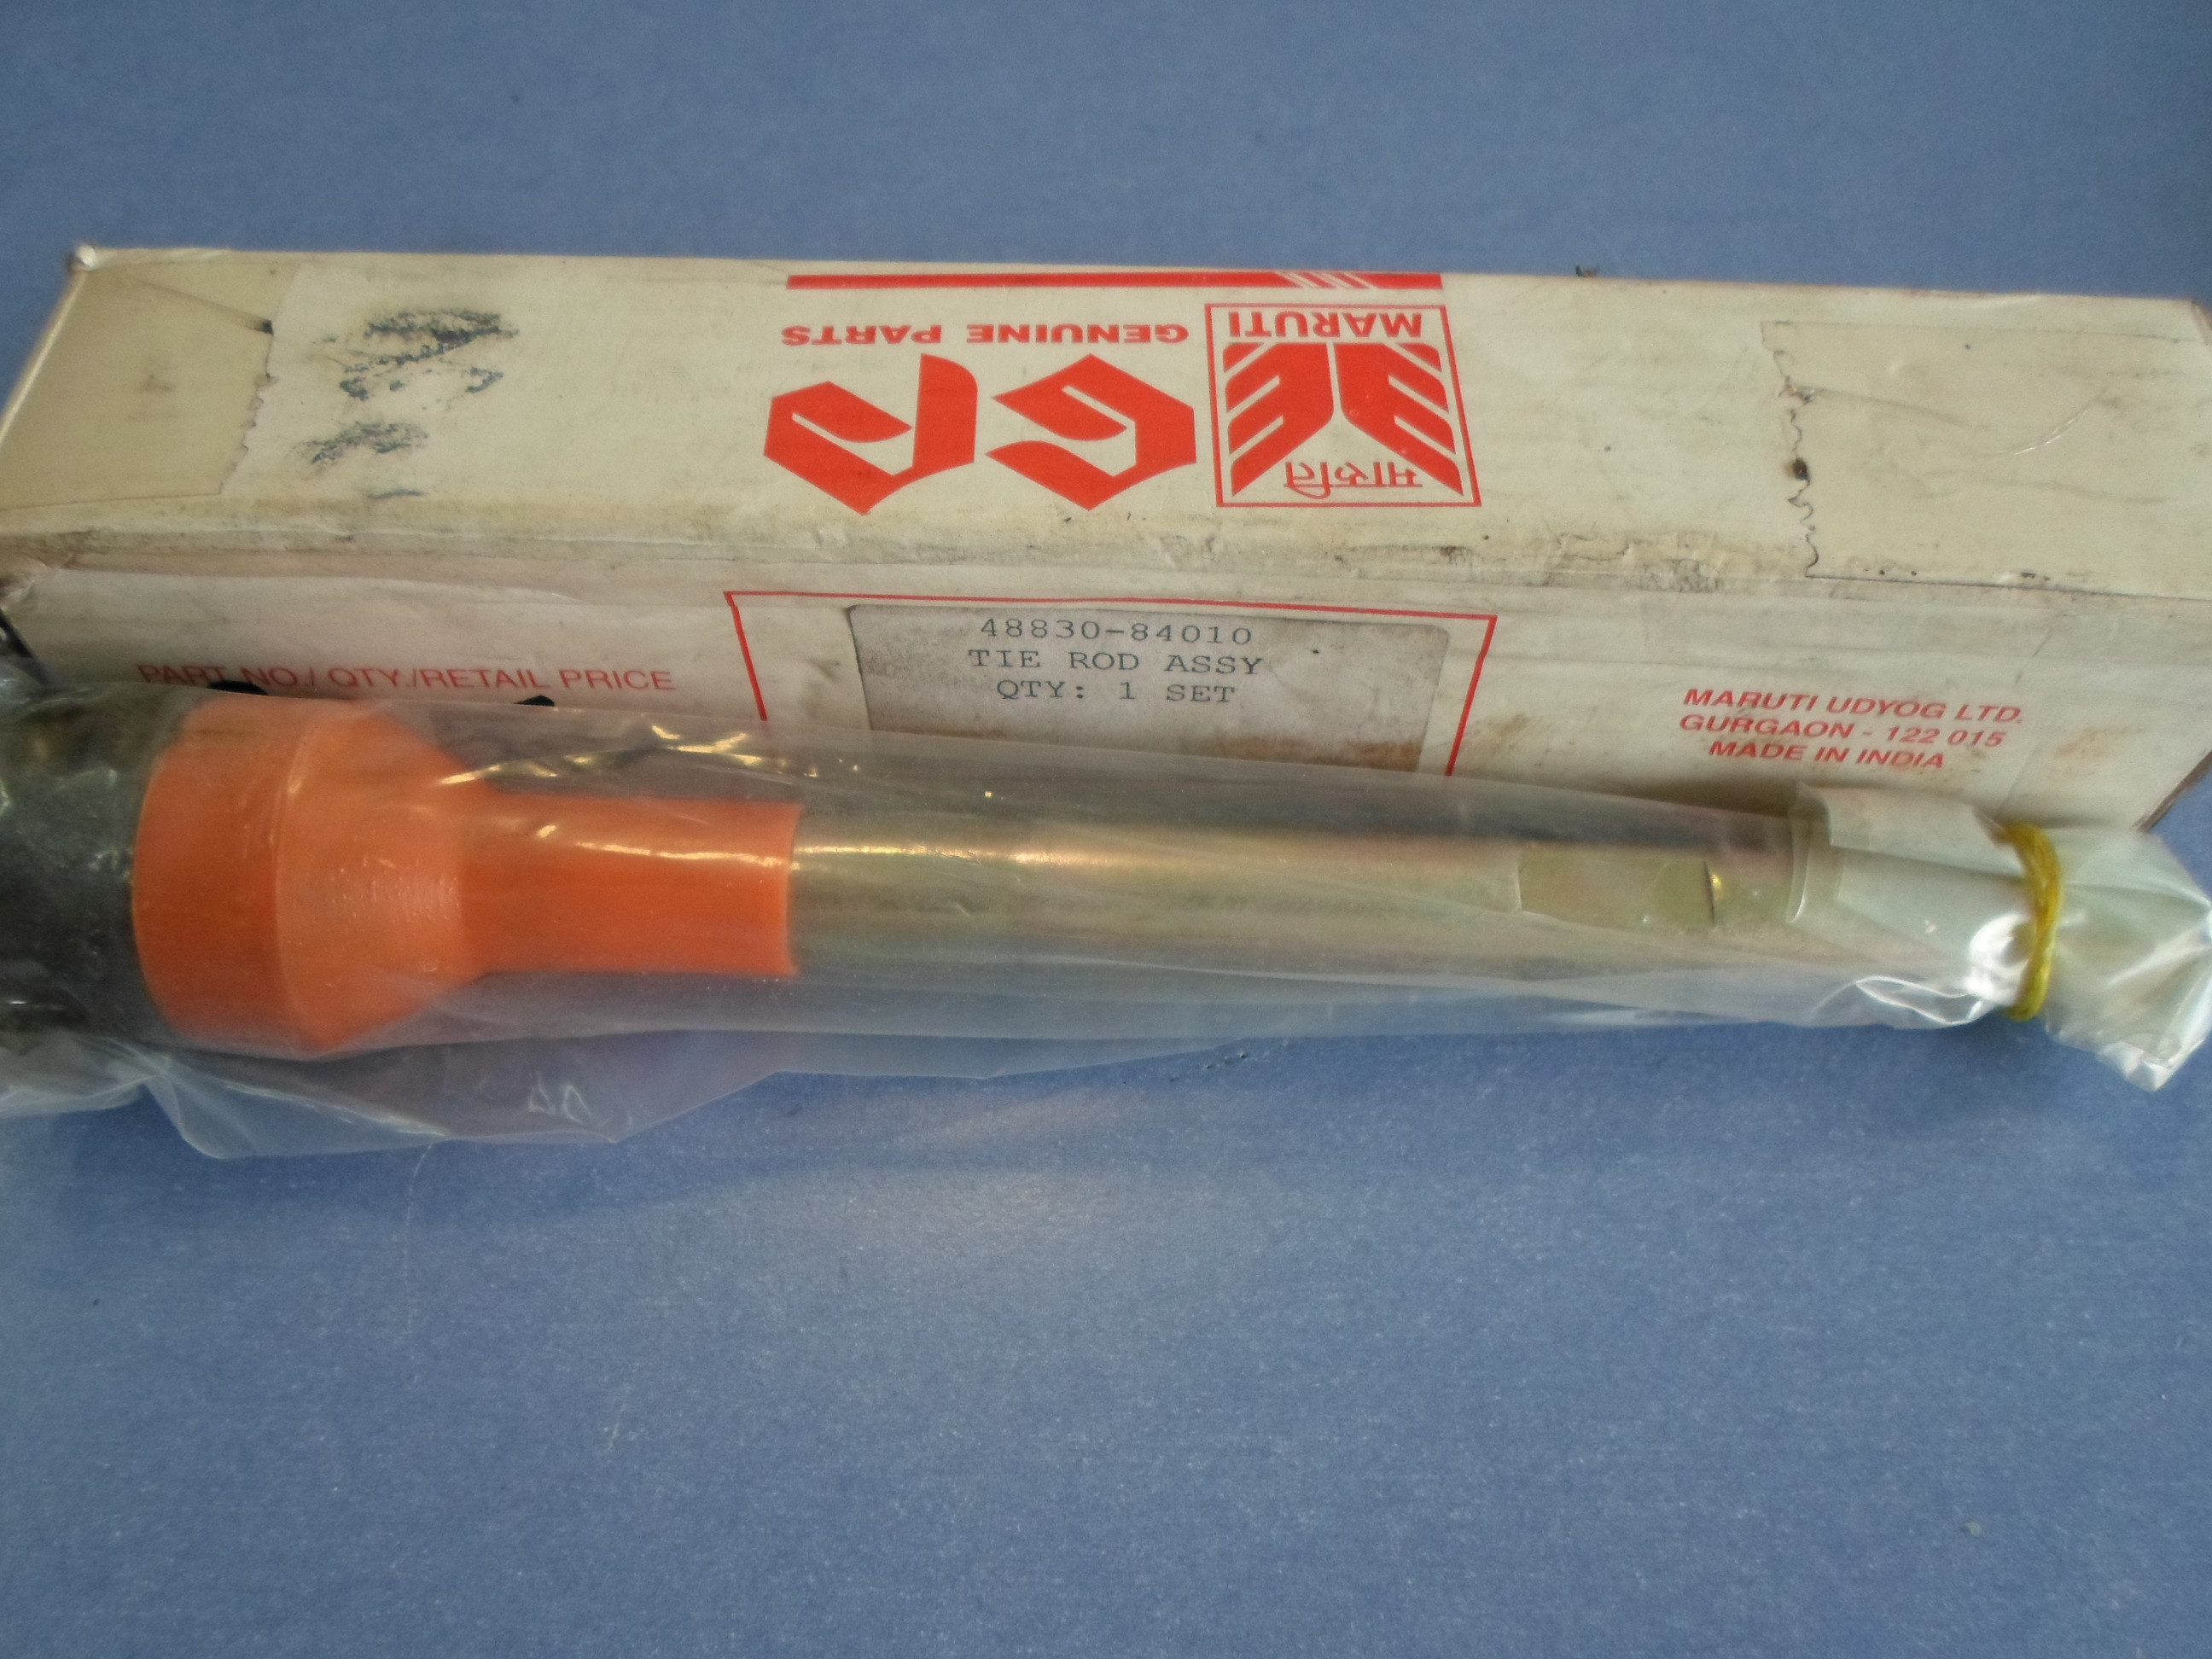 GENUINE PARTS
GP
MARUTI
मारुति
48830-84010
TIE ROD ASSY
QTY: 1 SET
PART NO./ QTY./RETAIL PRICE
MARUTI UDYOG LTD.
GURGAON - 122 015
MADE IN INDIA